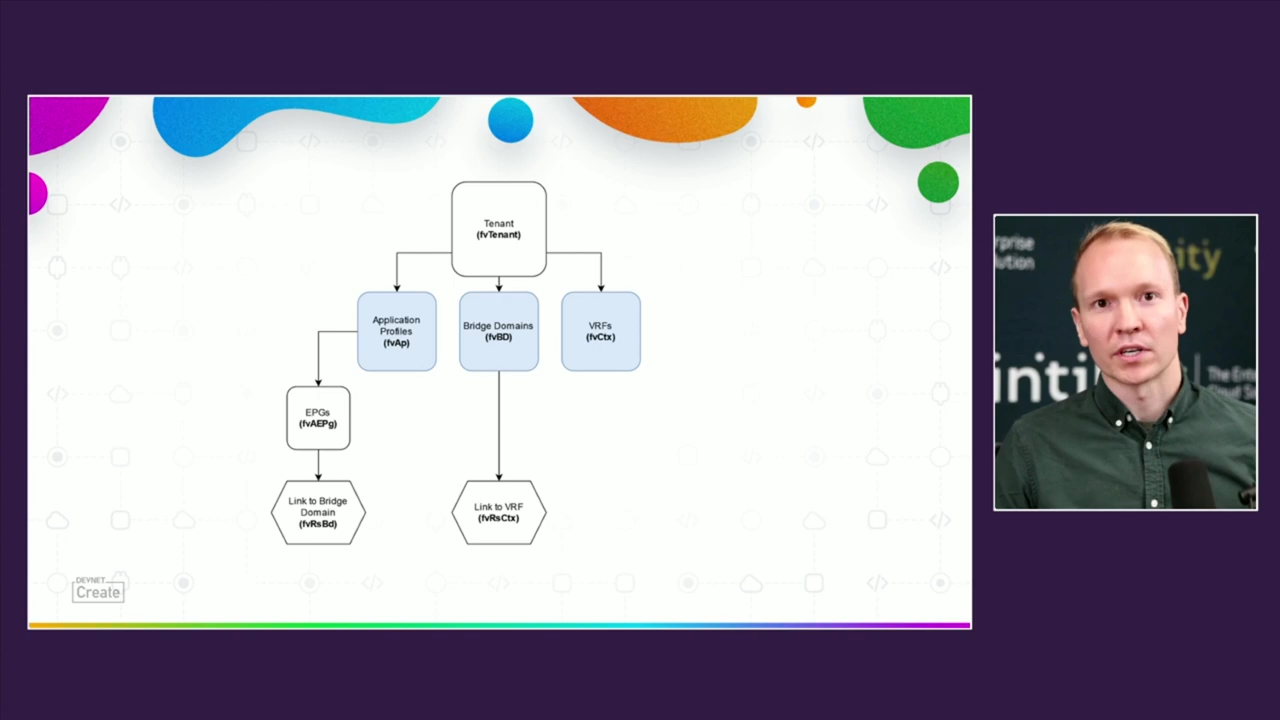 Tenant
(fvTenant)
Application
Profiles
(fvAp)
Bridge Domains
(fvBD)
VRFs
(fvCtx)
EPGs
(fvAEPg)
Link to Bridge
Domain
(fvRsBd)
Link to VRF
(fvRsCtx)
DEVNET
Create